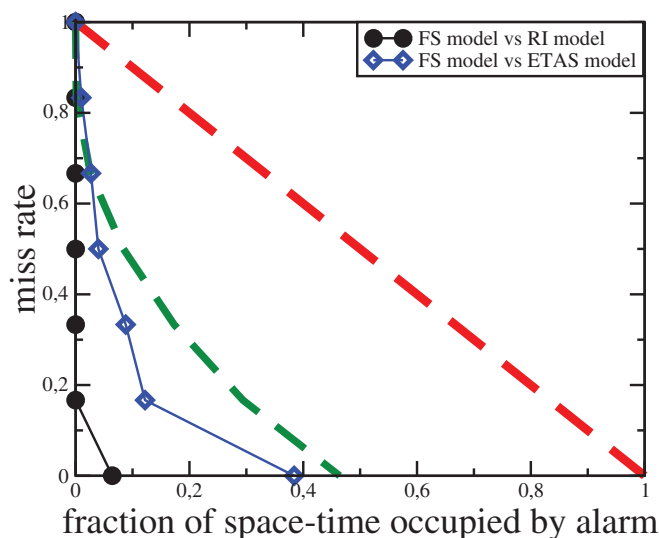 1
FS model vs RI model
FS model vs ETAS model
0,8
0,6
miss rate
0,4
0,2
0
0 0,2 0,4 0,6 0,8 1
fraction of space-time occupied by alarm